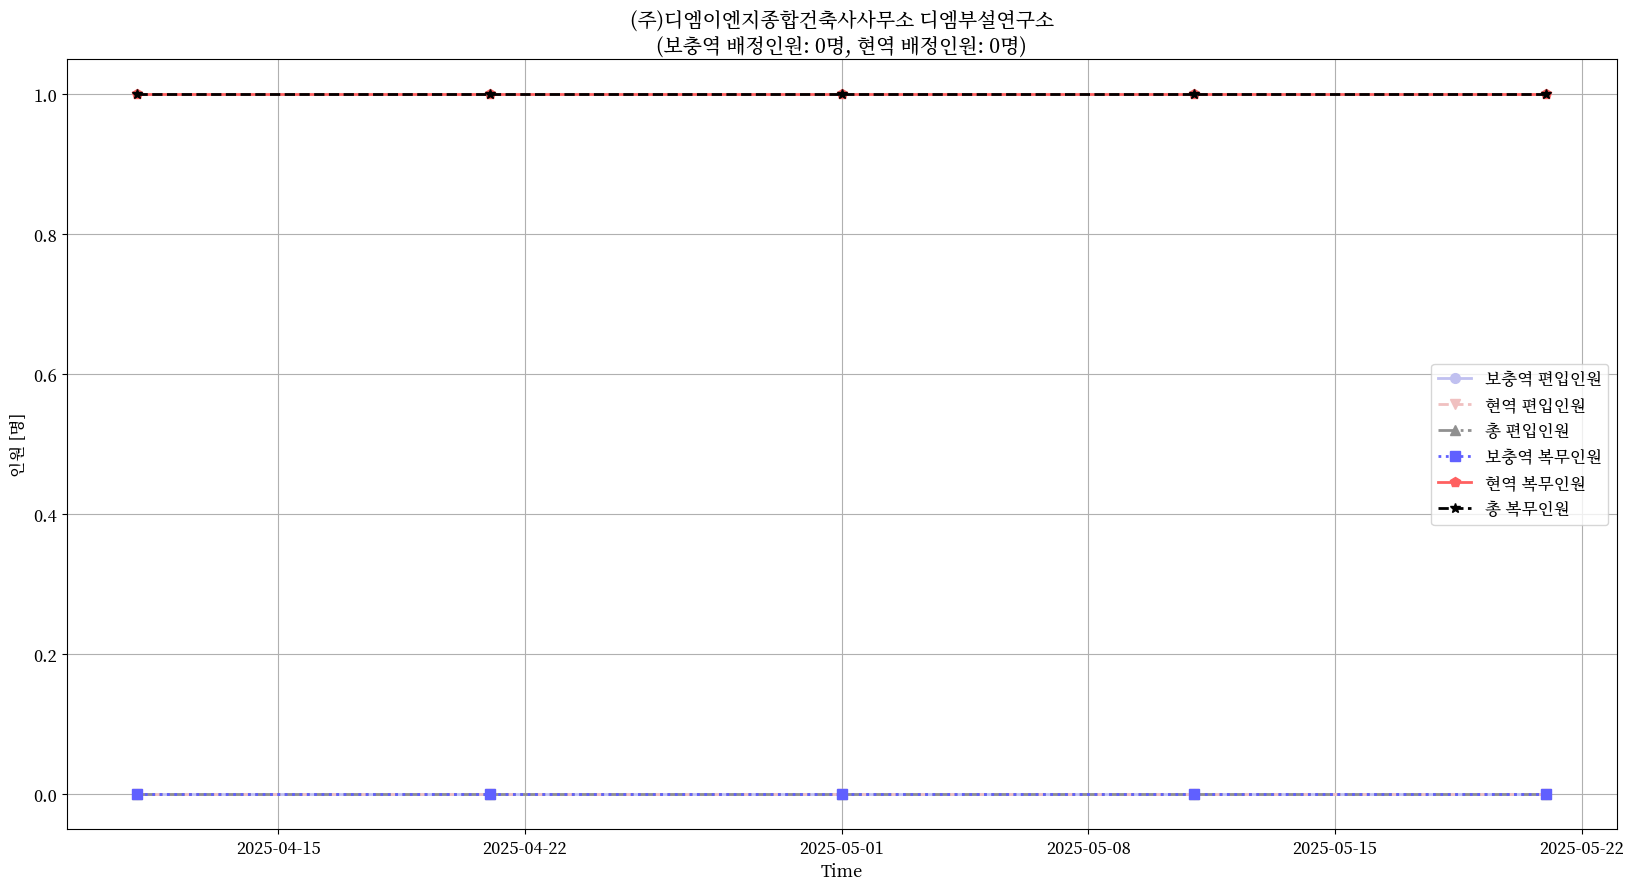 (주)디엠이엔지종합건축사사무소 디엠부설연구소
(보충역 배정인원: 0명, 현역 배정인원: 0명)
1.0
0.8
0.6
0.4
0.2
0.0
인원 [명]
보충역 편입인원
현역 편입인원
총 편입인원
보충역 복무인원
현역 복무인원
총 복무인원
2025-04-15
2025-04-22
2025-05-01
2025-05-08
2025-05-15
2025-05-22
Time